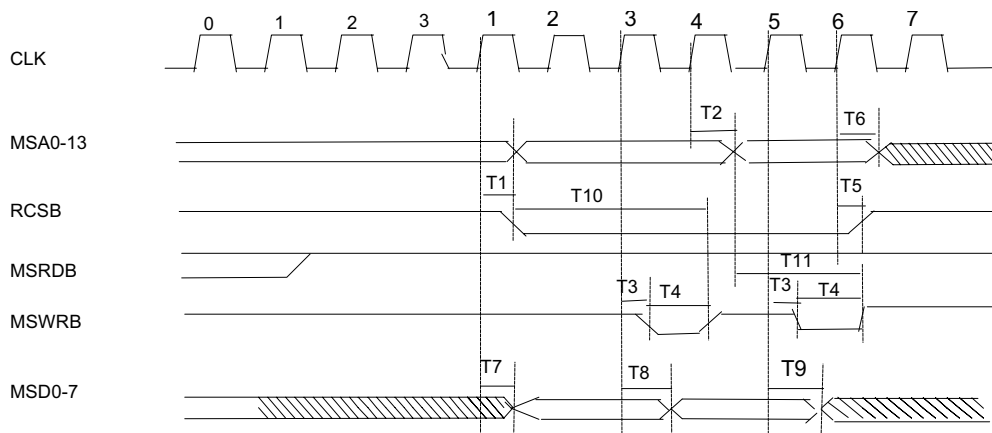 0 1 2 3 1 2 3 4 5 6 7
CLK
T2 T6
MSA0-13
T1 T10 T5
RCSB
T11
MSRDB
T3 T4 T3 T4
MSWRB
T7 T8 T9
MSD0-7